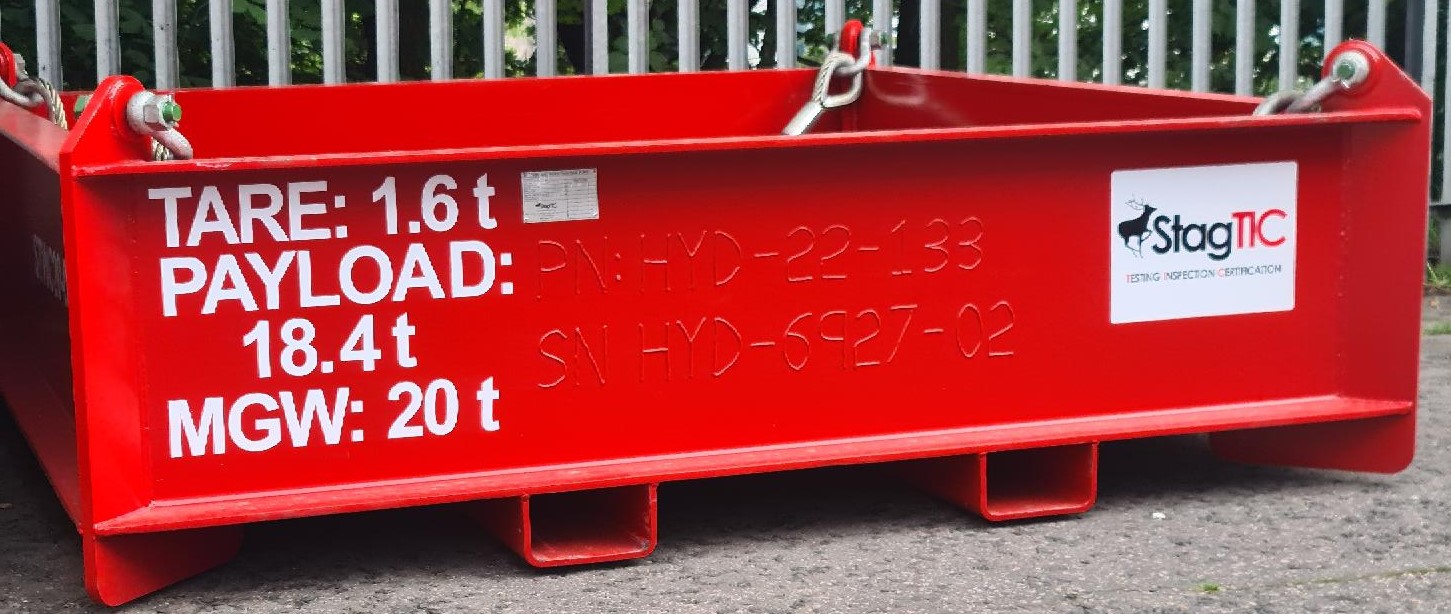 TARE: 1.6 t
PAYLOAD:
18.4 t
MGW: 20 t
PN: HYD-22-133
SN HYD-6927-02
StagTIC
TESTING INSPECTION CERTIFICATION